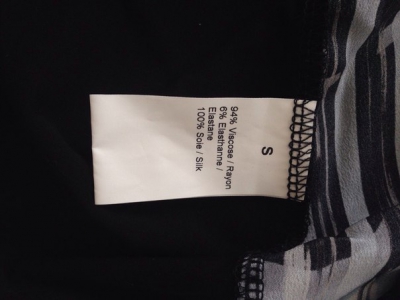 S
94% Viscose / Rayon
6% Elasthanne /
Elastane
100% Soie / Silk